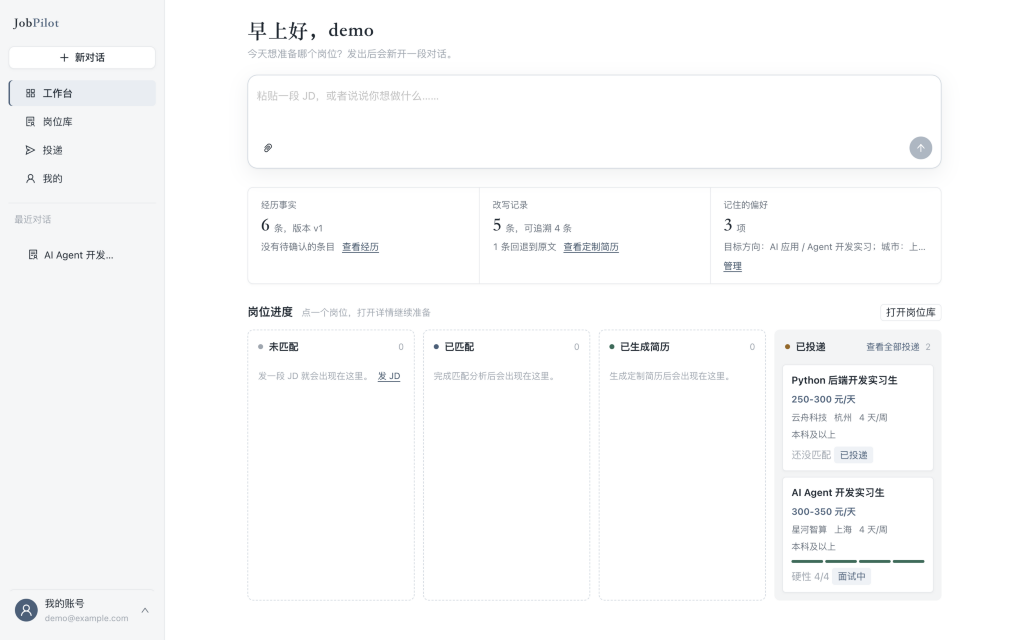 JobPilot
新对话
工作台
岗位库
投递
我的
最近对话
AI Agent 开发...
我的账号
demo@example.com
早上好，demo
今天想准备哪个岗位？发出后会新开一段对话。
粘贴一段 JD，或者说说你想做什么……
经历事实
6 条，版本 v1
没有待确认的条目 查看经历
改写记录
5 条，可追溯 4 条
1 条回退到原文 查看定制简历
记住的偏好
3 项
目标方向：AI 应用 / Agent 开发实习；城市：上...
管理
岗位进度 点一个岗位，打开详情继续准备
打开岗位库
未匹配 0
发一段 JD 就会出现在这里。 发 JD
已匹配 0
完成匹配分析后会出现在这里。
已生成简历 0
生成定制简历后会出现在这里。
已投递 查看全部投递 2
Python 后端开发实习生
250-300 元/天
云舟科技 杭州 4 天/周
本科及以上
还没匹配 已投递
AI Agent 开发实习生
300-350 元/天
星河智算 上海 4 天/周
本科及以上
硬性 4/4 面试中